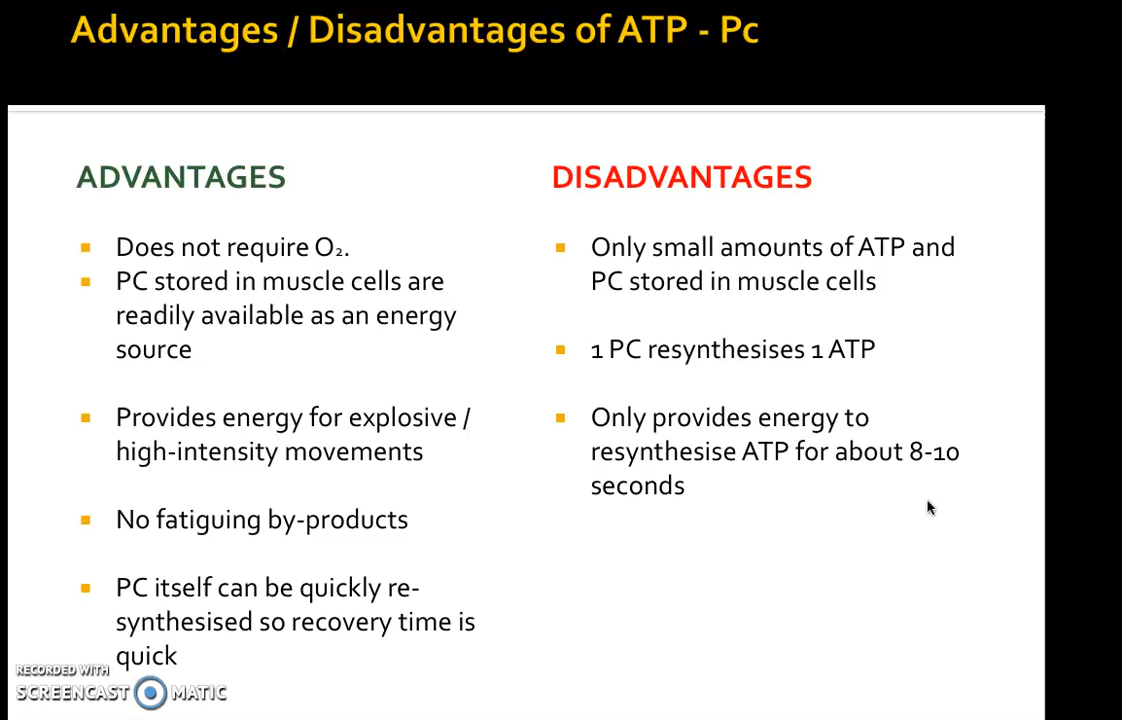 Advantages / Disadvantages of ATP - Pc
ADVANTAGES
Does not require O₂.
PC stored in muscle cells are
readily available as an energy
source
Provides energy for explosive /
high-intensity movements
No fatiguing by-products
PC itself can be quickly re-
synthesised so recovery time is
quick
DISADVANTAGES
Only small amounts of ATP and
PC stored in muscle cells
1 PC resynthesises 1 ATP
Only provides energy to
resynthesise ATP for about 8-10
seconds
RECORDED WITH
SCREENCAST MATIC